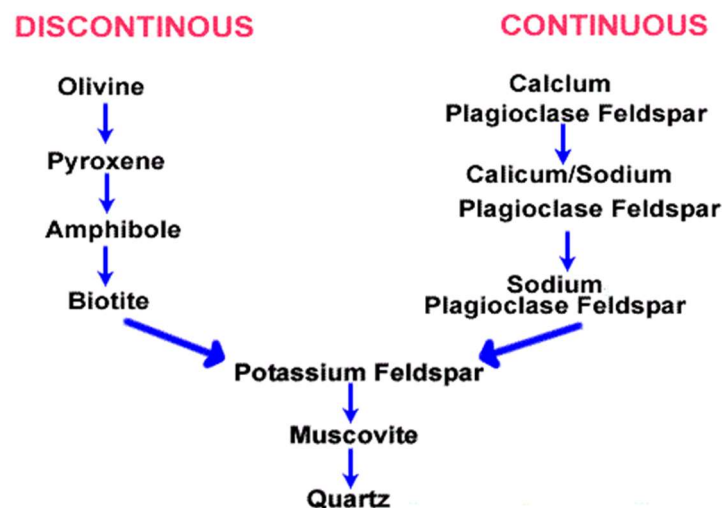 DISCONTINOUS
Olivine
Pyroxene
Amphibole
Biotite
CONTINUOUS
Calclum
Plagioclase Feldspar
Calicum/Sodium
Plagioclase Feldspar
Sodium
Plagioclase Feldspar
Potassium Feldspar
Muscovite
Quartz